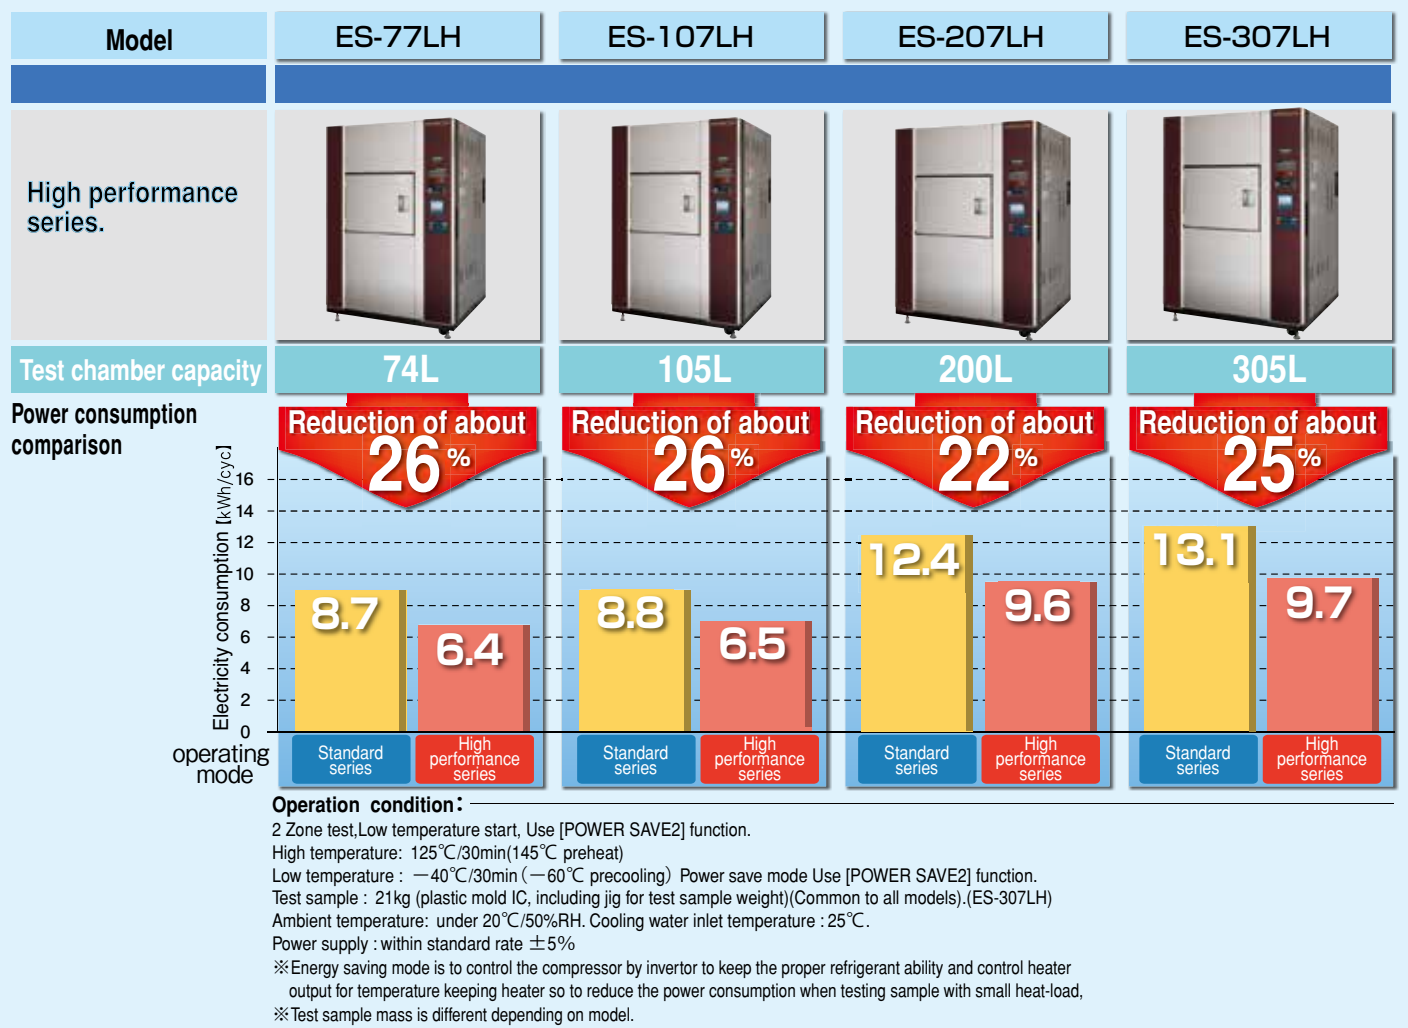 Model
ES-77LH
ES-107LH
ES-207LH
ES-307LH
High performance
series.
Test chamber capacity
74L
105L
200L
305L
Power consumption
comparison
Reduction of about
26%
Reduction of about
26%
Reduction of about
22%
Reduction of about
25%
Electricity consumption【kWh/cyc】
16
14
12
10
8
6
4
2
0
8.7
6.4
8.8
6.5
12.4
9.6
13.1
9.7
operating
mode
Standard
series
High
performance
series
Standard
series
High
performance
series
Standard
series
High
performance
series
Standard
series
High
performance
series
Operation condition：
2 Zone test,Low temperature start, Use [POWER SAVE2] function.
High temperature: 125℃/30min(145℃ preheat)
Low temperature : －40℃/30min（－60℃ precooling）Power save mode Use [POWER SAVE2] function.
Test sample : 21kg (plastic mold IC, including jig for test sample weight)(Common to all models).(ES-307LH)
Ambient temperature: under 20℃/50%RH. Cooling water inlet temperature : 25℃.
Power supply : within standard rate ±5%
※Energy saving mode is to control the compressor by invertor to keep the proper refrigerant ability and control heater
output for temperature keeping heater so to reduce the power consumption when testing sample with small heat-load,
※Test sample mass is different depending on model.